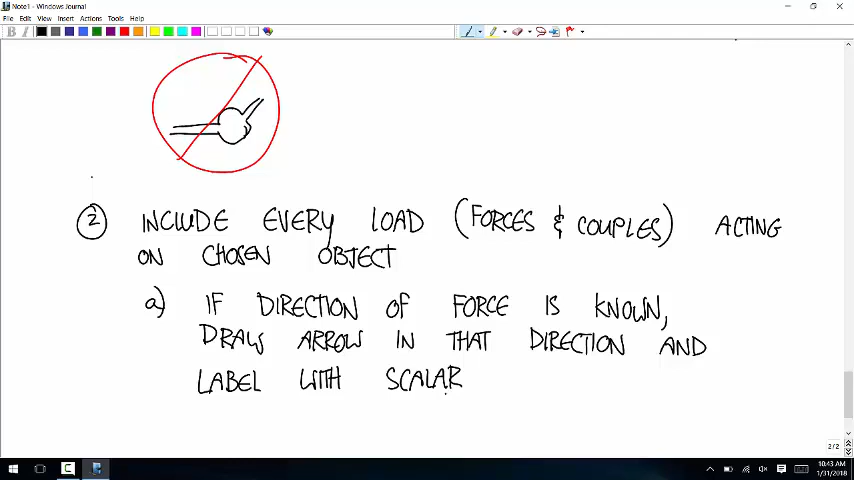 Note1 - Windows Journal
File Edit View Insert Actions Tools Help
B I
② INCLUDE EVERY LOAD (FORCES & COUPLES) ACTING
ON CHOSEN OBJECT
a) IF DIRECTION OF FORCE IS KNOWN,
DRAW ARROW IN THAT DIRECTION AND
LABEL WITH SCALAR
2/2
10:43 AM
1/31/2018